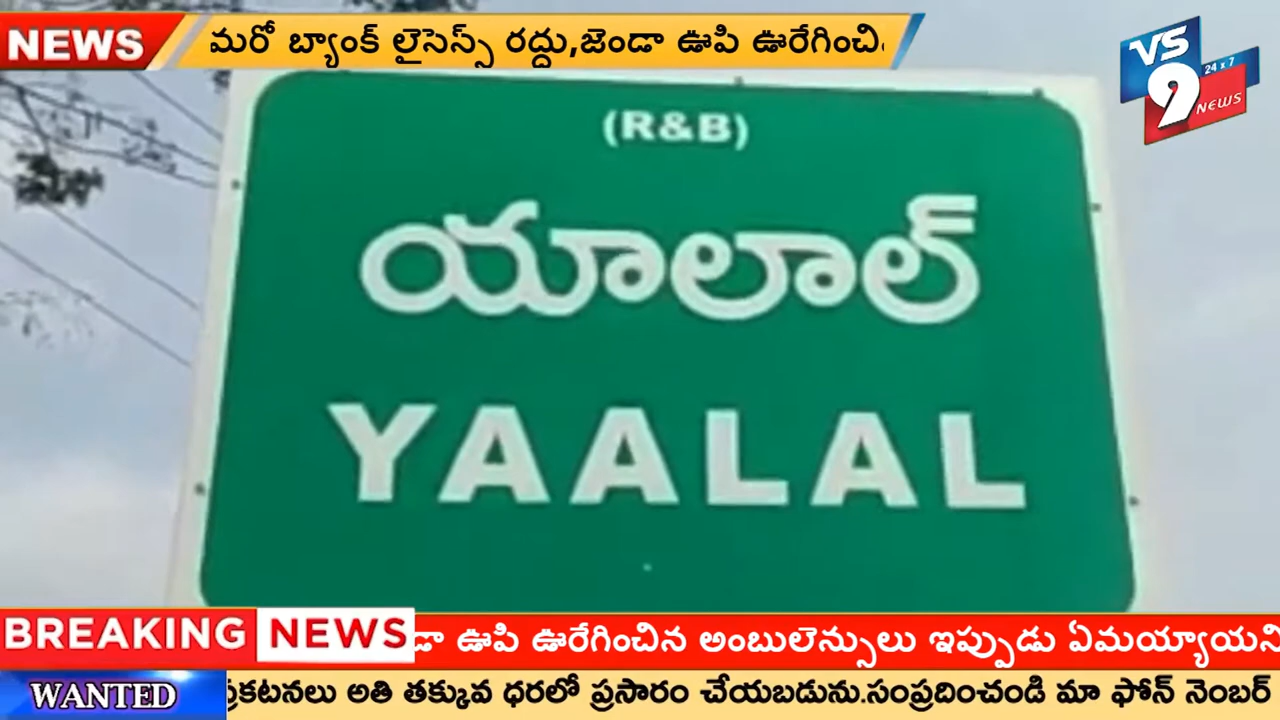 NEWS
మరో బ్యాంక్ లైసెన్స్ రద్దు,జెండా ఊపి ఊరేగించి
VS
24 x 7
9
NEWS
(R&B)
యాలాల్
YAALAL
BREAKING NEWS
డా ఊపి ఊరేగించిన అంబులెన్సులు ఇప్పుడు ఏమయ్యాయని
WANTED
ప్రకటనలు అతి తక్కువ ధరలో ప్రసారం చేయబడును.సంప్రదించండి మా ఫోన్ నెంబర్